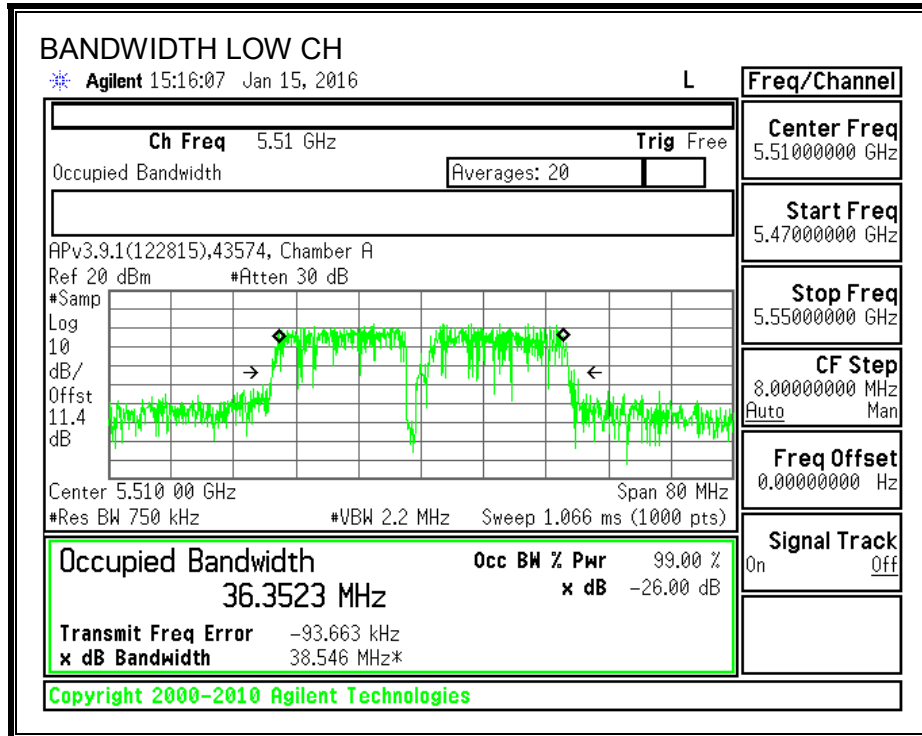 BANDWIDTH LOW CH
Agilent 15:16:07 Jan 15, 2016 L
Freq/Channel
Ch Freq 5.51 GHz Trig Free
Occupied Bandwidth Averages: 20
APv3.9.1(122815),43574, Chamber A
Ref 20 dBm #Atten 30 dB
#Samp
Log
10
dB/
Offst
11.4
dB
Center 5.510 00 GHz Span 80 MHz
#Res BW 750 kHz #VBW 2.2 MHz Sweep 1.066 ms (1000 pts)
Occupied Bandwidth Occ BW % Pwr 99.00 %
36.3523 MHz x dB -26.00 dB
Transmit Freq Error -93.663 kHz
x dB Bandwidth 38.546 MHz*
Copyright 2000-2010 Agilent Technologies
Center Freq
5.51000000 GHz
Start Freq
5.47000000 GHz
Stop Freq
5.55000000 GHz
CF Step
8.00000000 MHz
Auto Man
Freq Offset
0.00000000 Hz
Signal Track
On Off